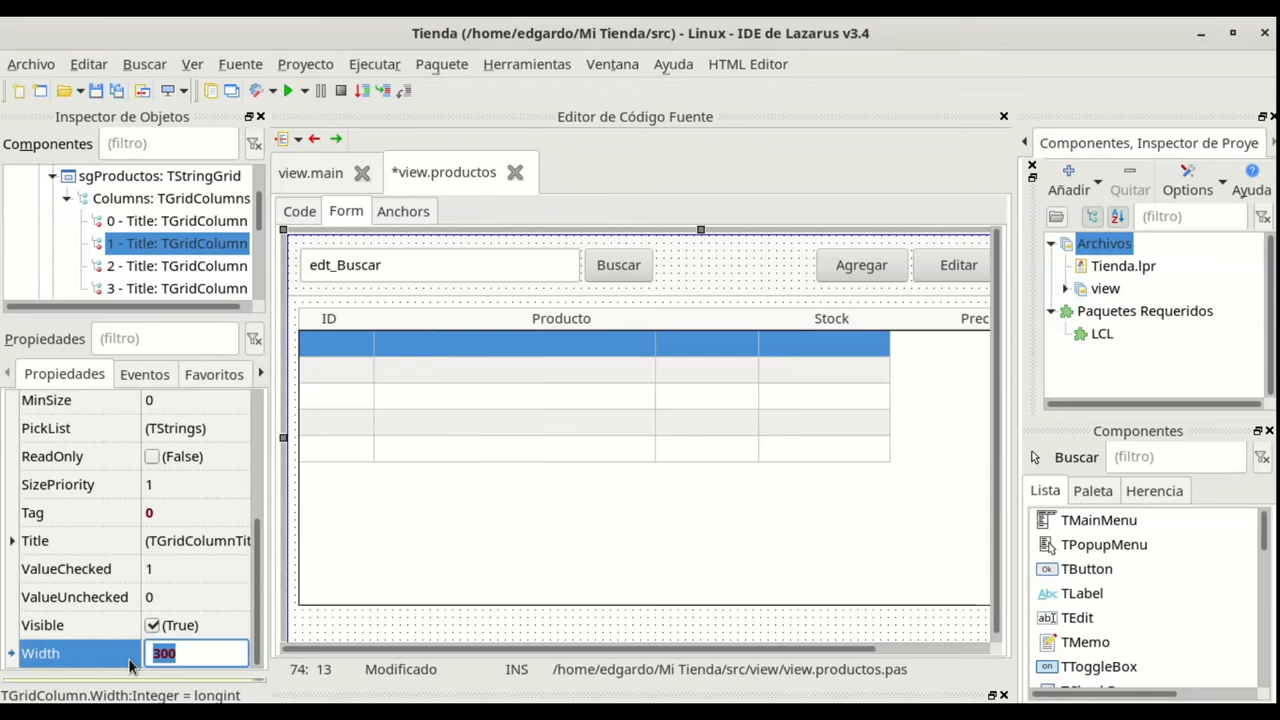 Tienda (/home/edgardo/Mi Tienda/src) - Linux - IDE de Lazarus v3.4
Archivo Editar Buscar Ver Fuente Proyecto Ejecutar Paquete Herramientas Ventana Ayuda HTML Editor
Inspector de Objetos
Componentes (filtro)
sgProductos: TStringGrid
Columns: TGridColumns
0 - Title: TGridColumn
1 - Title: TGridColumn
2 - Title: TGridColumn
3 - Title: TGridColumn
Propiedades (filtro)
Propiedades Eventos Favoritos
MinSize 0
PickList (TStrings)
ReadOnly (False)
SizePriority 1
Tag 0
Title (TGridColumnTit
ValueChecked 1
ValueUnchecked 0
Visible (True)
Width 300
TGridColumn.Width:Integer = longint
Editor de Código Fuente
view.main *view.productos
Code Form Anchors
edt_Buscar Buscar Agregar Editar
ID Producto Stock Prec
74: 13 Modificado INS /home/edgardo/Mi Tienda/src/view/view.productos.pas
Componentes, Inspector de Proye
Añadir Quitar Options Ayuda
(filtro)
Archivos
Tienda.lpr
view
Paquetes Requeridos
LCL
Componentes
Buscar (filtro)
Lista Paleta Herencia
TMainMenu
TPopupMenu
Ok TButton
Abc TLabel
abI TEdit
TMemo
on TToggleBox